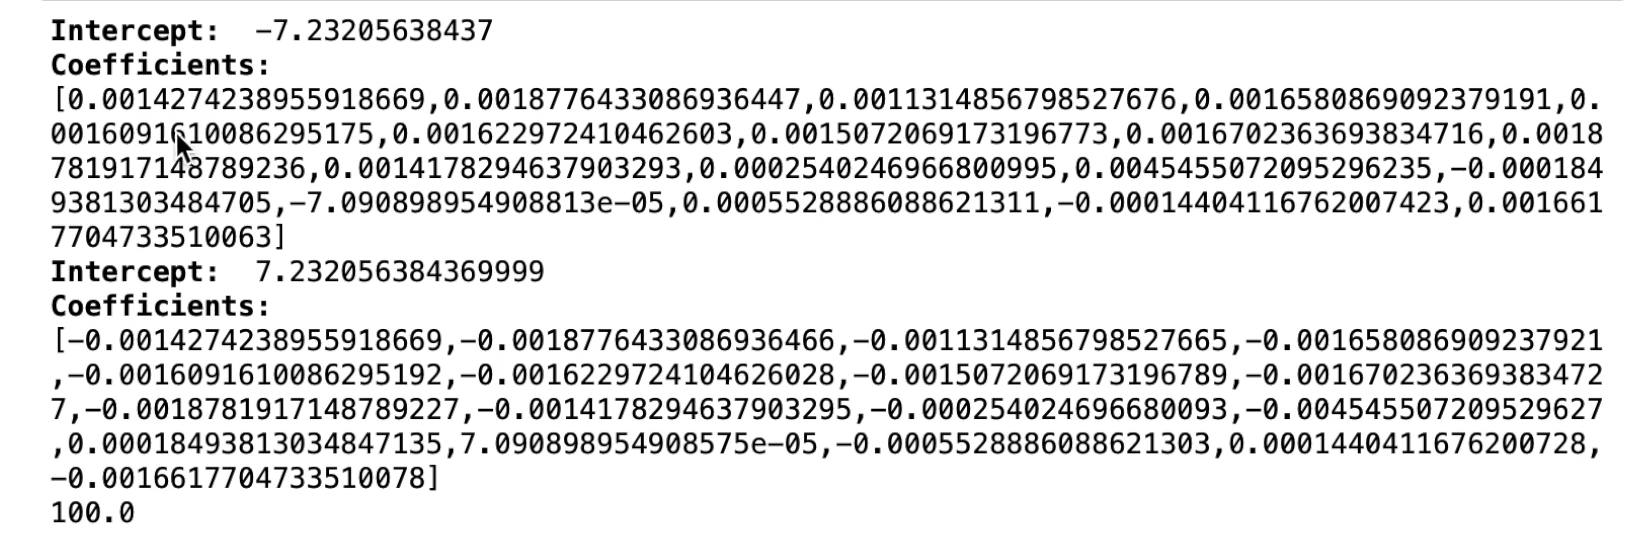 Intercept:  -7.23205638437
Coefficients:
[0.0014274238955918669,0.0018776433086936447,0.0011314856798527676,0.0016580869092379191,0.
0016091610086295175,0.001622972410462603,0.0015072069173196773,0.0016702363693834716,0.0018
781917148789236,0.0014178294637903293,0.0002540246966800995,0.0045455072095296235,-0.000184
9381303484705,-7.090898954908813e-05,0.0005528886088621311,-0.00014404116762007423,0.001661
7704733510063]
Intercept:  7.232056384369999
Coefficients:
[-0.0014274238955918669,-0.0018776433086936466,-0.0011314856798527665,-0.001658086909237921
,-0.0016091610086295192,-0.0016229724104626028,-0.0015072069173196789,-0.001670236369383472
7,-0.0018781917148789227,-0.0014178294637903295,-0.000254024696680093,-0.004545507209529627
,0.00018493813034847135,7.090898954908575e-05,-0.0005528886088621303,0.0001440411676200728,
-0.0016617704733510078]
100.0